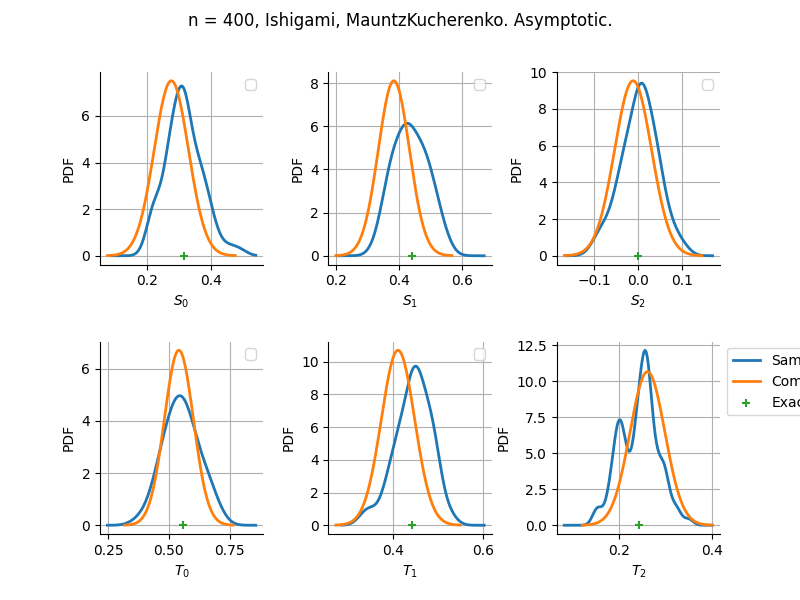 n = 400, Ishigami, MauntzKucherenko. Asymptotic.
PDF
6
4
2
0
0.2 0.4
S₀
PDF
8
6
4
2
0
0.2 0.4 0.6
S₁
PDF
10
8
6
4
2
0
−0.1 0.0 0.1
S₂
PDF
6
4
2
0
0.25 0.50 0.75
T₀
PDF
10
8
6
4
2
0
0.4 0.6
T₁
PDF
12.5
10.0
7.5
5.0
2.5
0.0
0.2 0.4
T₂
Sam
Com
Exac